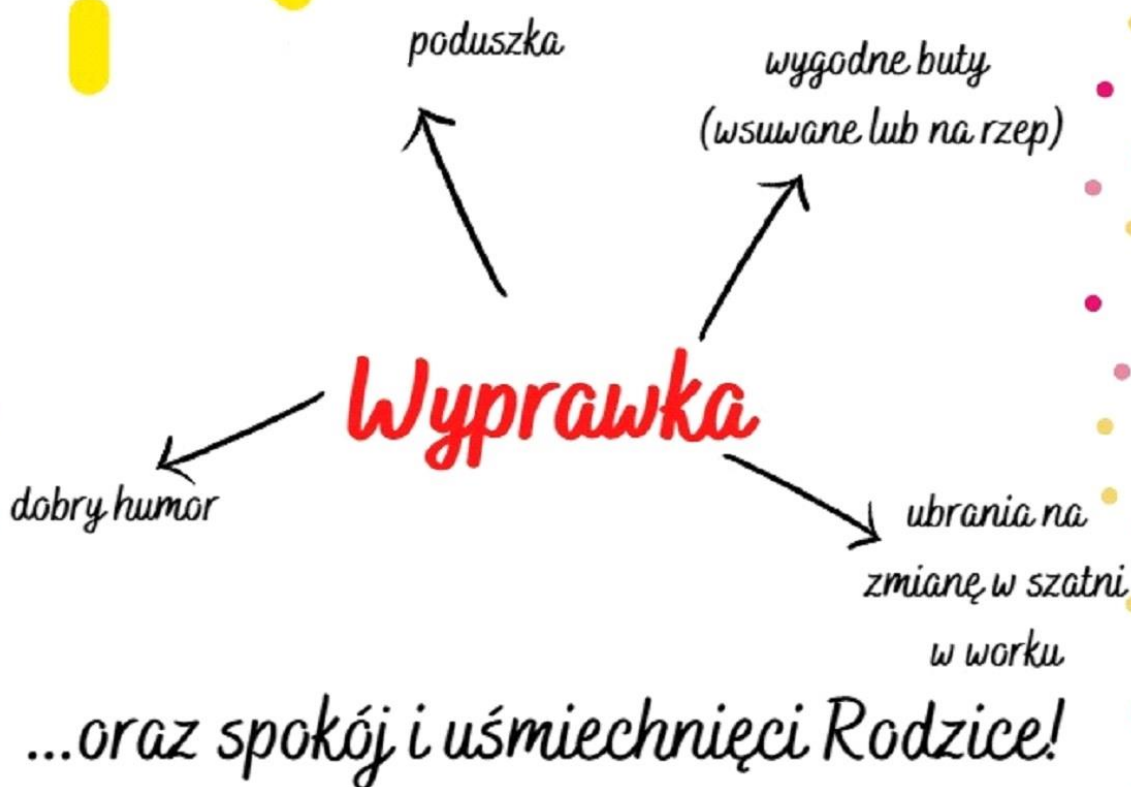 poduszka
wygodne buty
(wsuwane lub na rzep)
Wyprawka
dobry humor
ubrania na
zmianę w szatni
w worku
...oraz spokój i uśmiechnięci Rodzice!